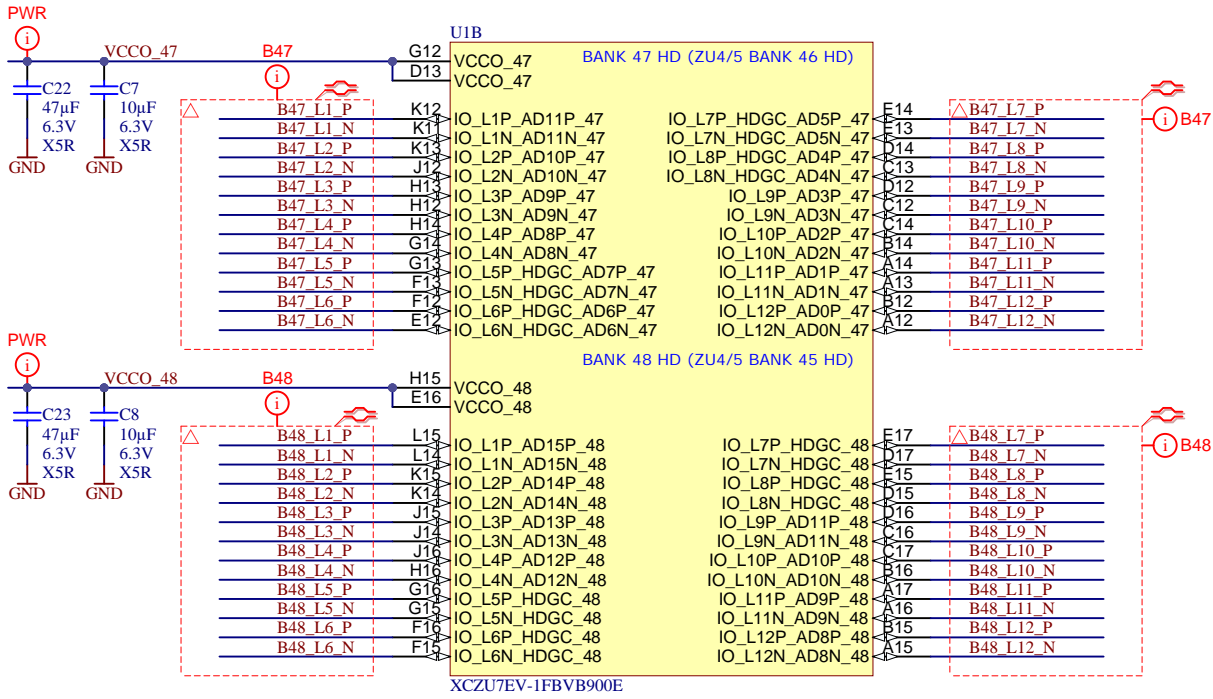 PWR
i
VCCO_47
B47
i
C22
47µF
6.3V
X5R
GND
C7
10µF
6.3V
X5R
GND
U1B
BANK 47 HD (ZU4/5 BANK 46 HD)
G12 VCCO_47
D13 VCCO_47
B47_L1_P K12 IO_L1P_AD11P_47
B47_L1_N K11 IO_L1N_AD11N_47
B47_L2_P K13 IO_L2P_AD10P_47
B47_L2_N J12 IO_L2N_AD10N_47
B47_L3_P H13 IO_L3P_AD9P_47
B47_L3_N H12 IO_L3N_AD9N_47
B47_L4_P H14 IO_L4P_AD8P_47
B47_L4_N G14 IO_L4N_AD8N_47
B47_L5_P G13 IO_L5P_HDGC_AD7P_47
B47_L5_N F13 IO_L5N_HDGC_AD7N_47
B47_L6_P F12 IO_L6P_HDGC_AD6P_47
B47_L6_N E12 IO_L6N_HDGC_AD6N_47
IO_L7P_HDGC_AD5P_47 E14 B47_L7_P
IO_L7N_HDGC_AD5N_47 E13 B47_L7_N
IO_L8P_HDGC_AD4P_47 D14 B47_L8_P
IO_L8N_HDGC_AD4N_47 C13 B47_L8_N
IO_L9P_AD3P_47 D12 B47_L9_P
IO_L9N_AD3N_47 C12 B47_L9_N
IO_L10P_AD2P_47 C14 B47_L10_P
IO_L10N_AD2N_47 B14 B47_L10_N
IO_L11P_AD1P_47 A14 B47_L11_P
IO_L11N_AD1N_47 A13 B47_L11_N
IO_L12P_AD0P_47 B12 B47_L12_P
IO_L12N_AD0N_47 A12 B47_L12_N
i B47
PWR
i
VCCO_48
B48
i
C23
47µF
6.3V
X5R
GND
C8
10µF
6.3V
X5R
GND
BANK 48 HD (ZU4/5 BANK 45 HD)
H15 VCCO_48
E16 VCCO_48
B48_L1_P L15 IO_L1P_AD15P_48
B48_L1_N L14 IO_L1N_AD15N_48
B48_L2_P K15 IO_L2P_AD14P_48
B48_L2_N K14 IO_L2N_AD14N_48
B48_L3_P J15 IO_L3P_AD13P_48
B48_L3_N J14 IO_L3N_AD13N_48
B48_L4_P J16 IO_L4P_AD12P_48
B48_L4_N H16 IO_L4N_AD12N_48
B48_L5_P G16 IO_L5P_HDGC_48
B48_L5_N G15 IO_L5N_HDGC_48
B48_L6_P F16 IO_L6P_HDGC_48
B48_L6_N F15 IO_L6N_HDGC_48
IO_L7P_HDGC_48 E17 B48_L7_P
IO_L7N_HDGC_48 D17 B48_L7_N
IO_L8P_HDGC_48 E15 B48_L8_P
IO_L8N_HDGC_48 D15 B48_L8_N
IO_L9P_AD11P_48 D16 B48_L9_P
IO_L9N_AD11N_48 C16 B48_L9_N
IO_L10P_AD10P_48 C17 B48_L10_P
IO_L10N_AD10N_48 B16 B48_L10_N
IO_L11P_AD9P_48 A17 B48_L11_P
IO_L11N_AD9N_48 A16 B48_L11_N
IO_L12P_AD8P_48 B15 B48_L12_P
IO_L12N_AD8N_48 A15 B48_L12_N
i B48
XCZU7EV-1FBVB900E